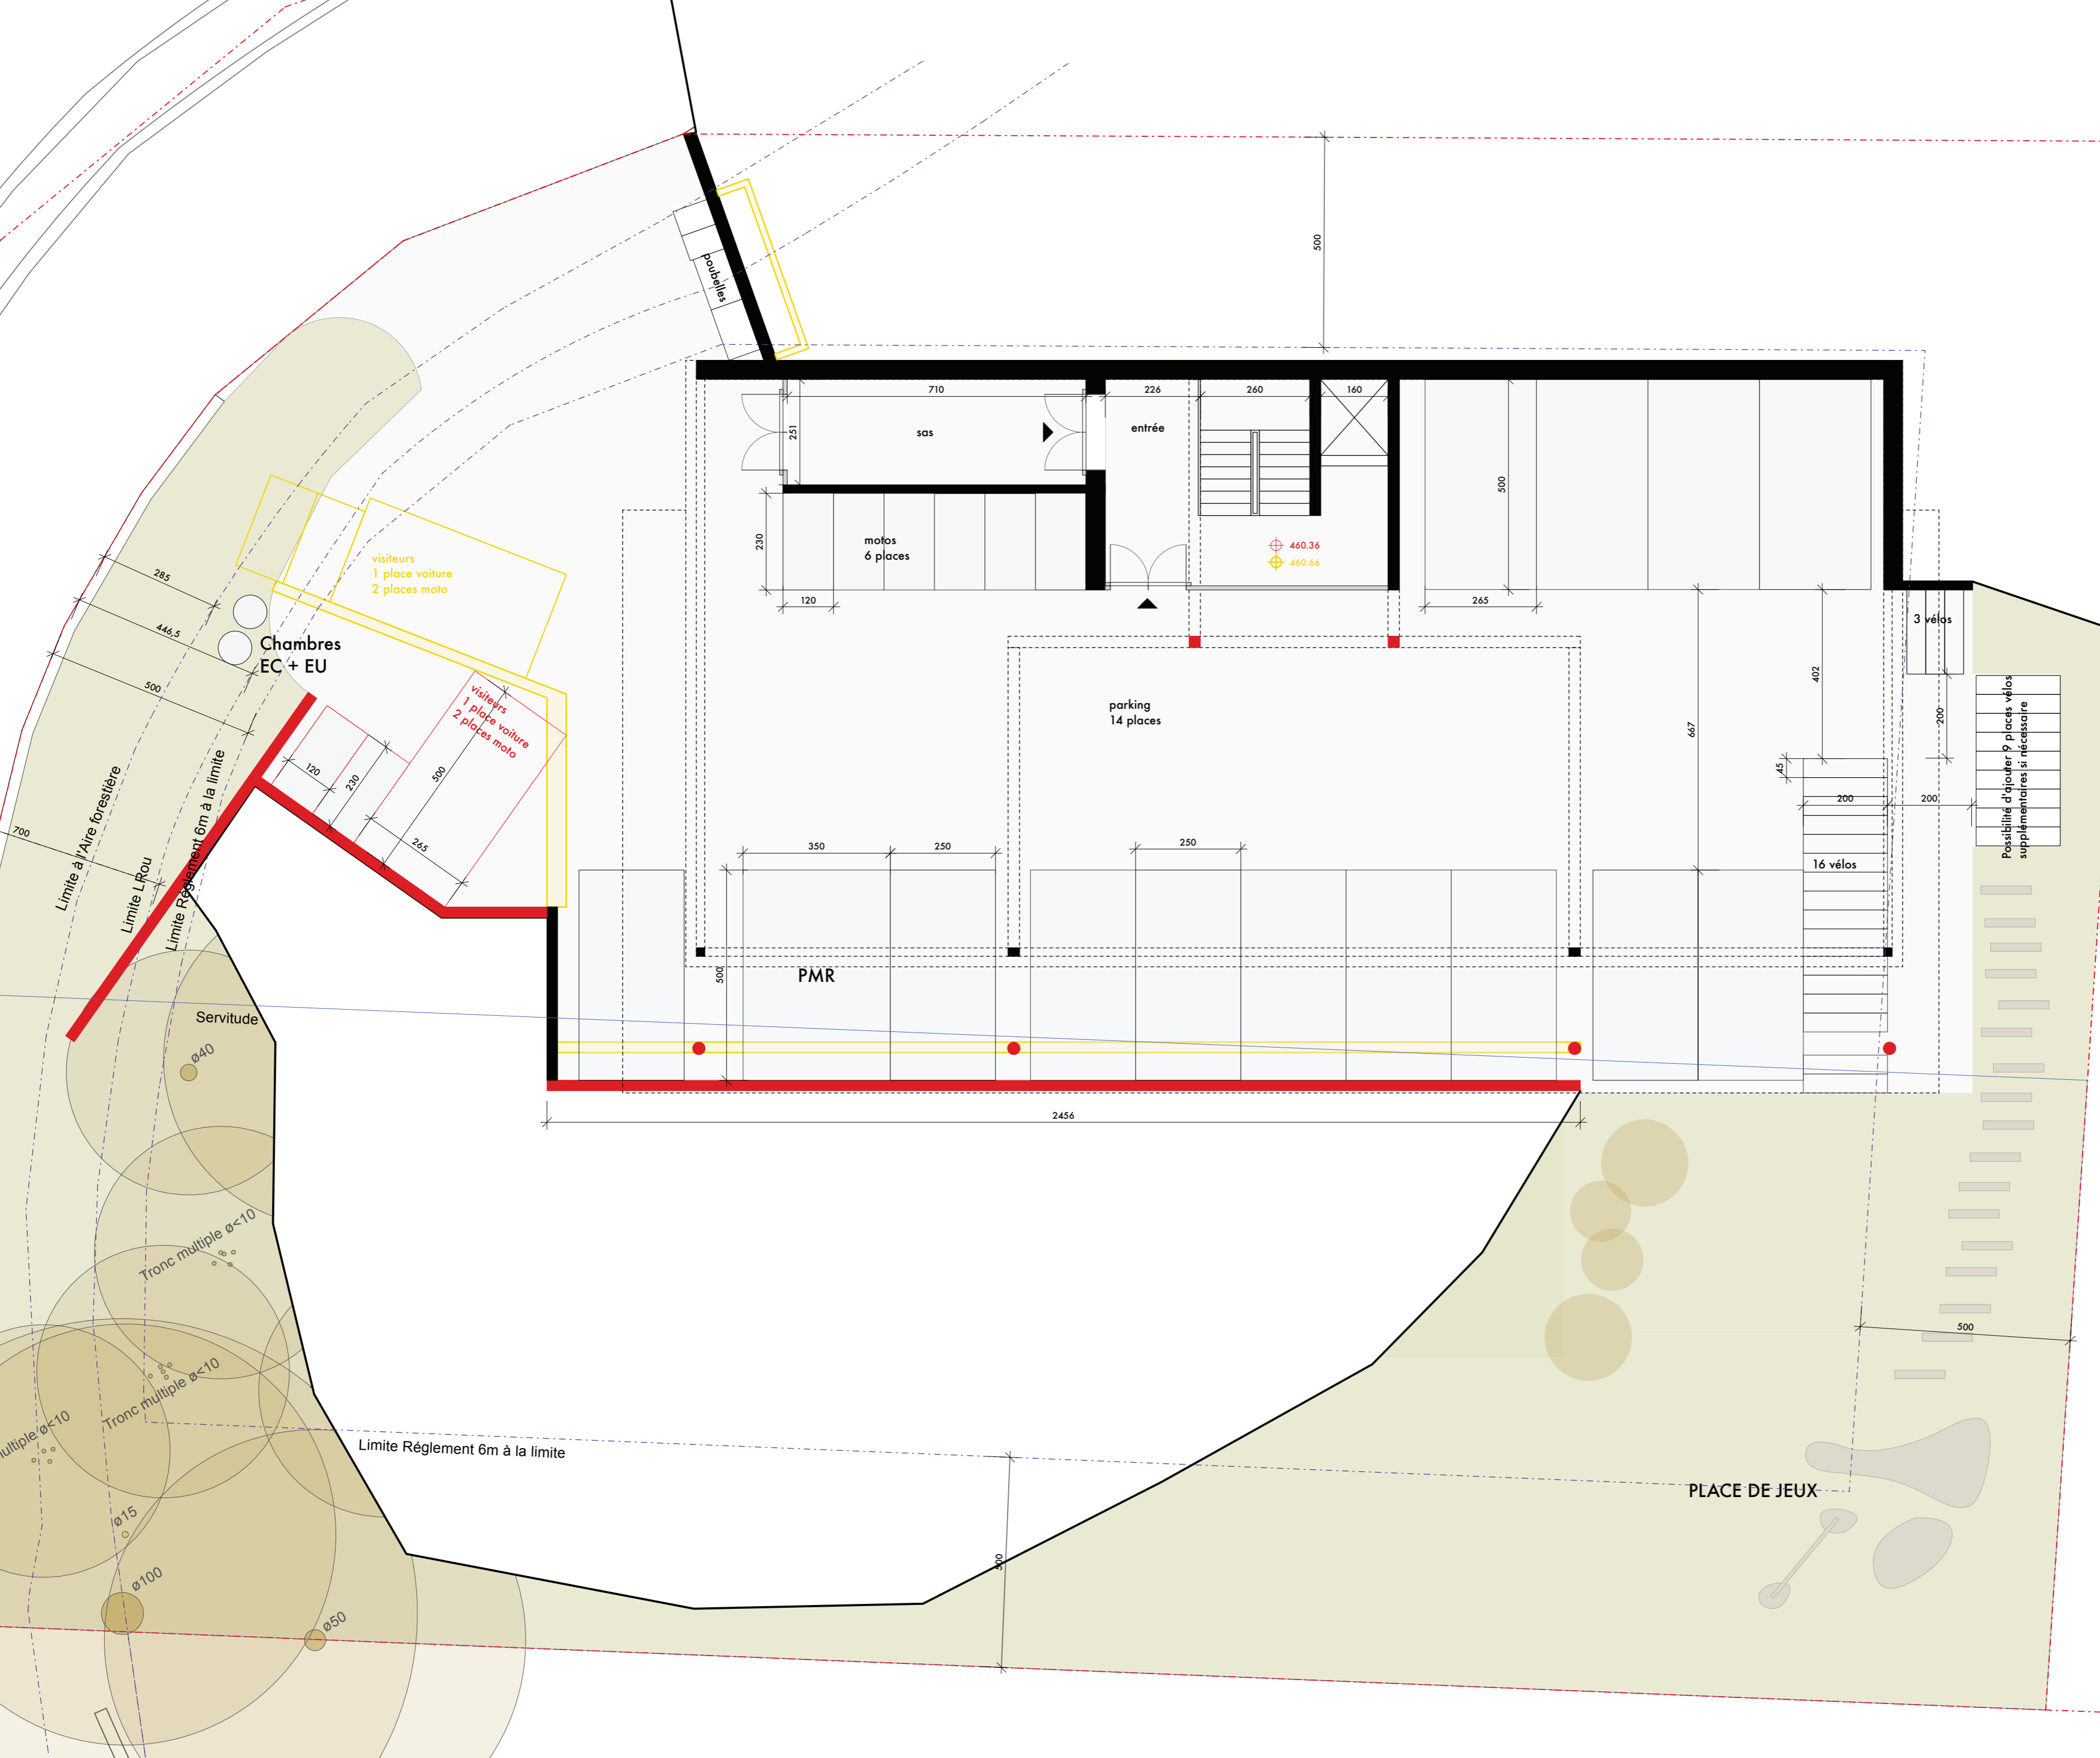 500
poubelles
710
226
260
160
251
sas
entrée
500
230
motos
6 places
460.36
460.66
120
265
visiteurs
1 place voiture
2 places moto
285
446,5
500
Chambres
EC + EU
3 vélos
402
667
200
visiteurs
1 place voiture
2 places moto
parking
14 places
Possibilité d'ajouter 9 places vélos
supplémentaires si nécessaire
120
230
500
265
45
200
200
16 vélos
700
Limite à l'Aire forestière
Limite LRou
Limite Réglement 6m à la limite
350
250
250
500
PMR
Servitude
ø40
2456
Tronc multiple ø<10
Tronc multiple ø<10
ultiple ø<10
500
Limite Réglement 6m à la limite
PLACE DE JEUX
500
ø15
ø100
ø50